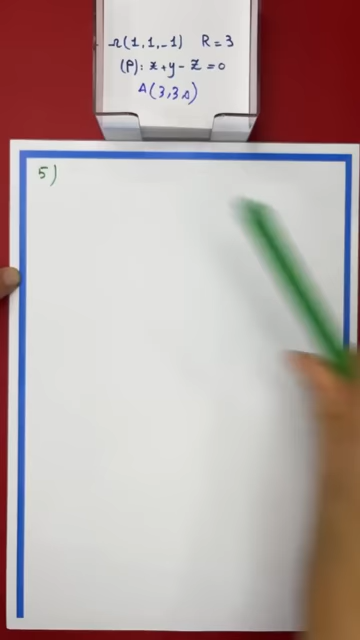 Ω(1,1,-1) R=3
(P): x+y-z=0
A(3,3,1)
5)